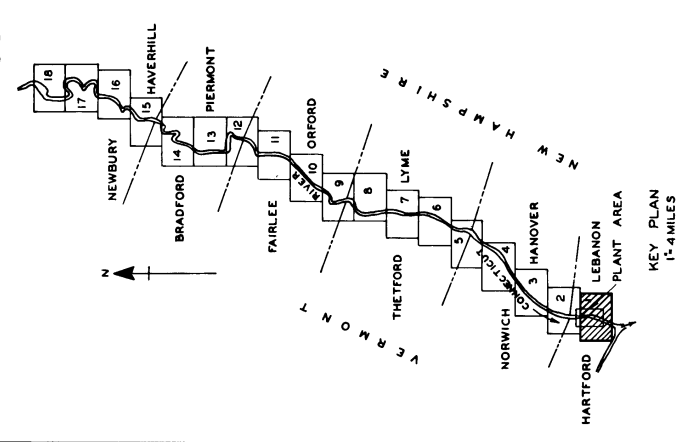 18
17
16
15
HAVERHILL
NEWBURY
14
13
12
PIERMONT
BRADFORD
11
10
ORFORD
FAIRLEE
RIVER
9
8
7
6
LYME
THETFORD
NEW HAMPSHIRE
VERMONT
5
4
3
2
HANOVER
NORWICH
CONNECTICUT
N
LEBANON
PLANT AREA
HARTFORD
KEY PLAN
1"=4 MILES